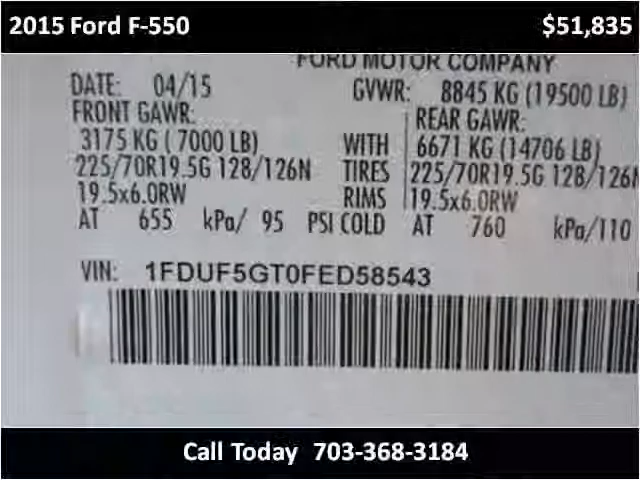 2015 Ford F-550 $51,835
FORD MOTOR COMPANY
DATE: 04/15 GVWR: 8845 KG (19500 LB)
FRONT GAWR: REAR GAWR:
3175 KG ( 7000 LB) WITH 6671 KG (14706 LB)
225/70R19.5G 128/126N TIRES 225/70R19.5G 128/126N
19.5x6.0RW RIMS 19.5x6.0RW
AT 655 kPa/ 95 PSI COLD AT 760 kPa/110
VIN: 1FDUF5GT0FED58543
Call Today 703-368-3184